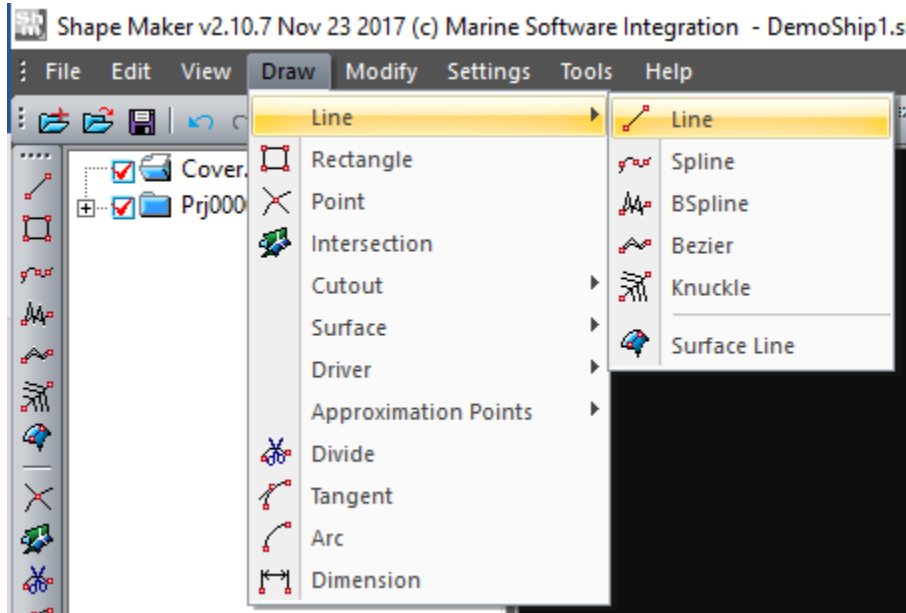 Shape Maker v2.10.7 Nov 23 2017 (c) Marine Software Integration - DemoShip1.s
File Edit View Draw Modify Settings Tools Help
Cover.
Prj000
Line
Rectangle
Point
Intersection
Cutout
Surface
Driver
Approximation Points
Divide
Tangent
Arc
Dimension
Line
Spline
BSpline
Bezier
Knuckle
Surface Line